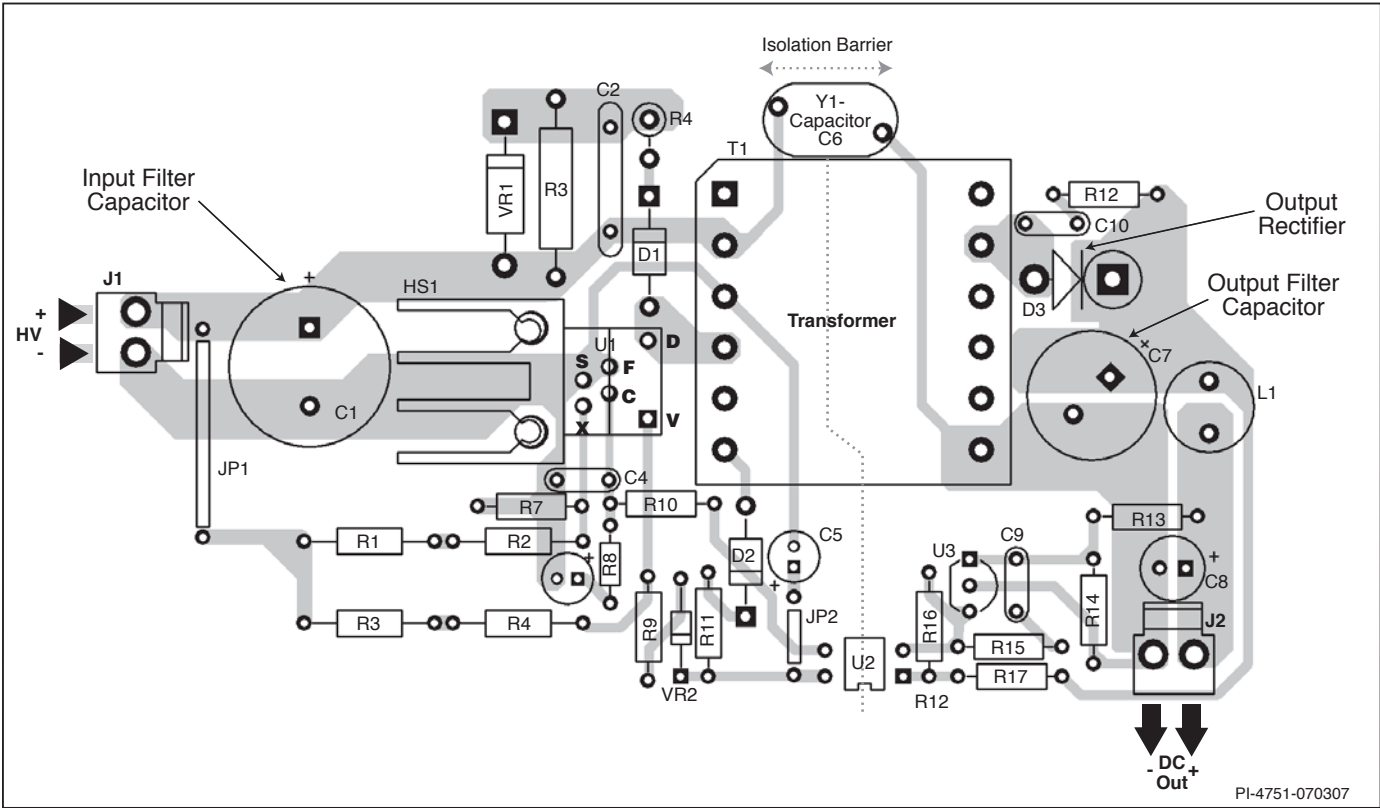 Isolation Barrier
C2
R4
Y1-
Capacitor
C6
T1
Input Filter
Capacitor
VR1
R3
R12
C10
Output
Rectifier
D1
J1
+
HS1
D3
Output Filter
Capacitor
+
HV
-
Transformer
U1
D
S
F
C
X
V
+
C7
L1
C1
JP1
C4
R7
R10
R13
R1
R2
+
R8
D2
C5
+
U3
C9
+
C8
R3
R4
R9
R11
JP2
R16
R14
J2
U2
R15
R17
VR2
R12
- DC +
Out
PI-4751-070307